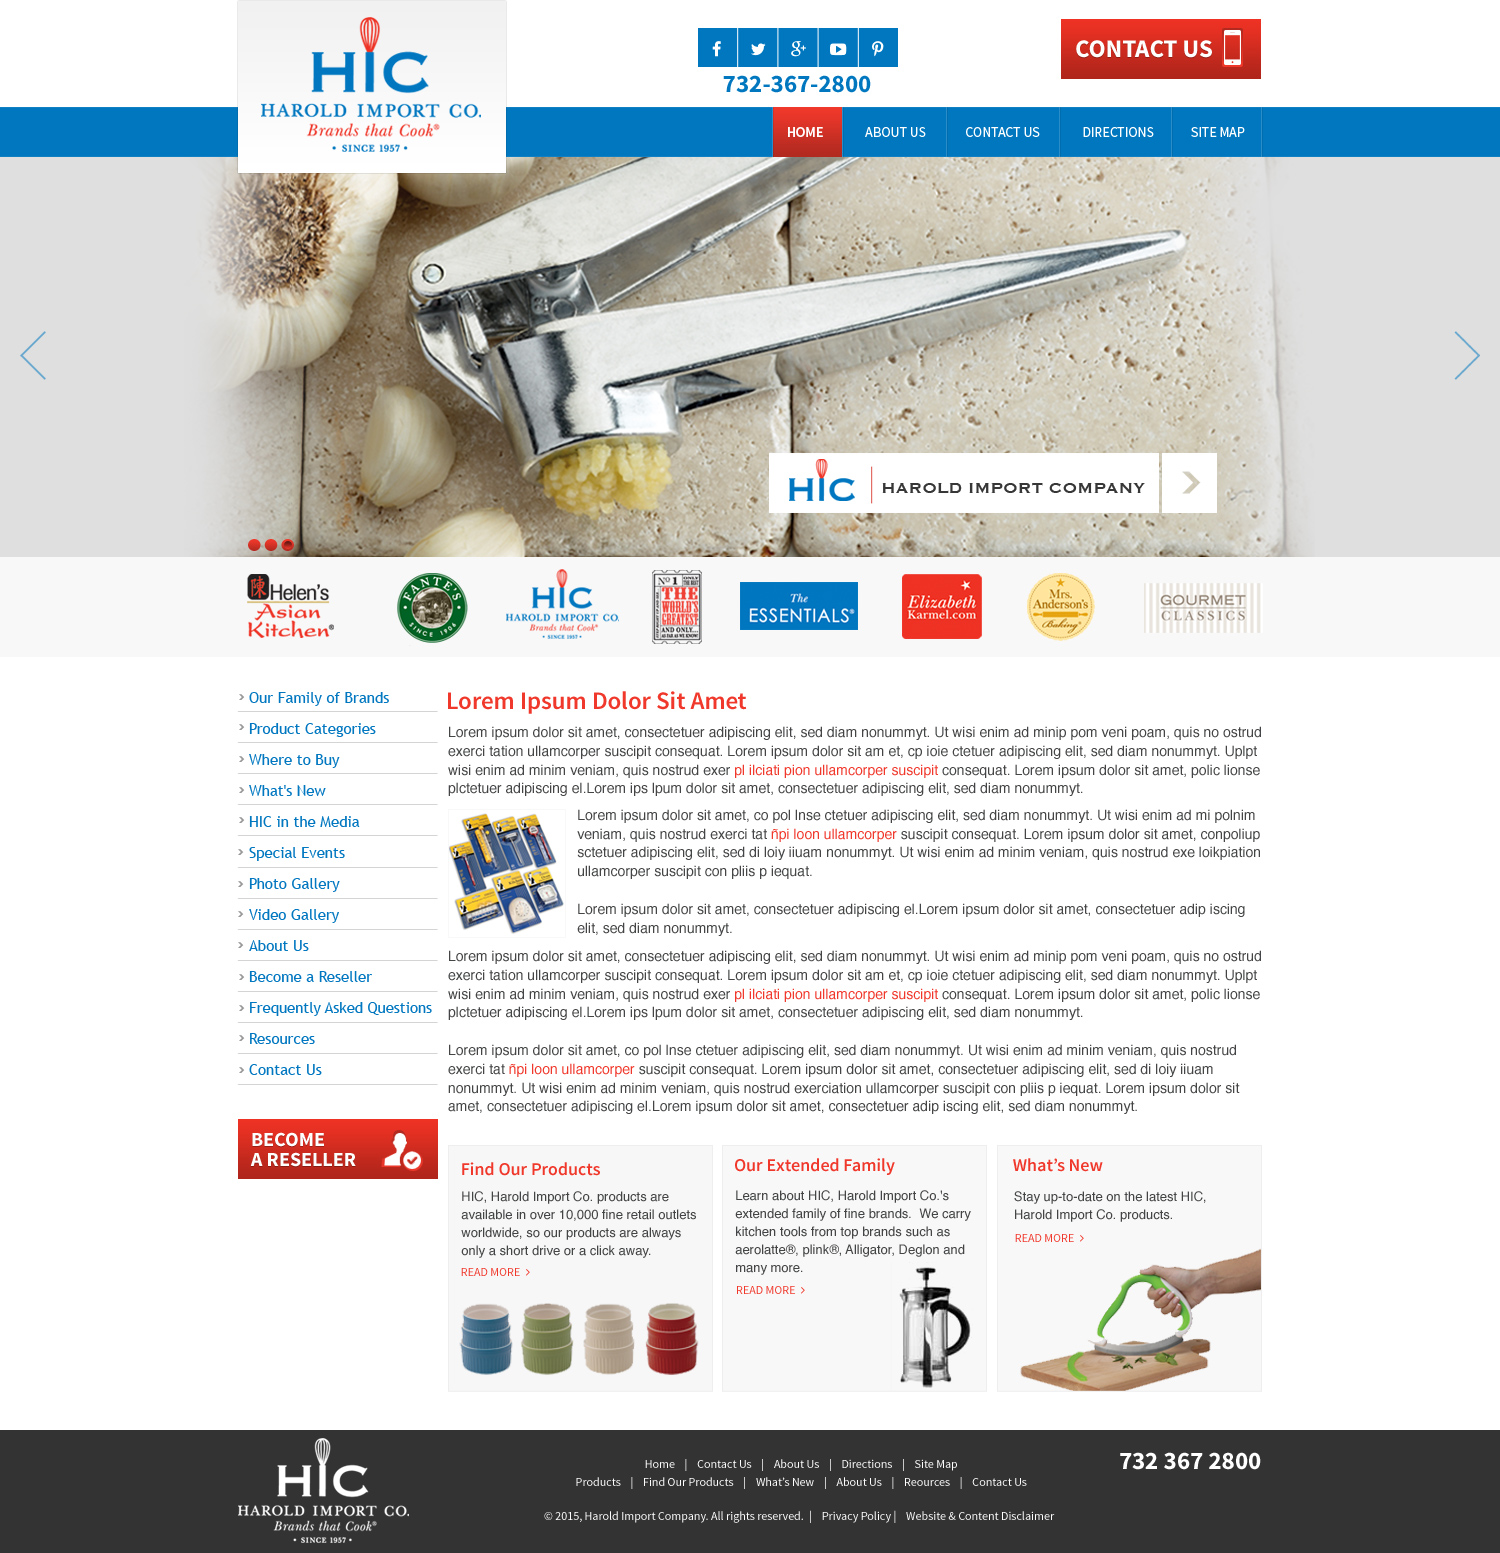 HIC
HAROLD IMPORT CO.
Brands that Cook®
• SINCE 1957 •
732-367-2800
CONTACT US
HOME
ABOUT US
CONTACT US
DIRECTIONS
SITE MAP
HIC | HAROLD IMPORT COMPANY
陳 Helen's
Asian
Kitchen®
FANTE'S
SINCE 1906
HIC
HAROLD IMPORT CO.
Brands that Cook®
• SINCE 1957 •
Nº 1 ONLY THE BEST
THE
WORLD'S
GREATEST
AND ONLY...
AS FAR AS WE KNOW!
The
ESSENTIALS®
Elizabeth
Karmel.com
Mrs.
Anderson's
Baking®
GOURMET
CLASSICS
Our Family of Brands
Product Categories
Where to Buy
What's New
HIC in the Media
Special Events
Photo Gallery
Video Gallery
About Us
Become a Reseller
Frequently Asked Questions
Resources
Contact Us
BECOME
A RESELLER
Lorem Ipsum Dolor Sit Amet
Lorem ipsum dolor sit amet, consectetuer adipiscing elit, sed diam nonummyt. Ut wisi enim ad minip pom veni poam, quis no ostrud
exerci tation ullamcorper suscipit consequat. Lorem ipsum dolor sit am et, cp ioie ctetuer adipiscing elit, sed diam nonummyt. Uplpt
wisi enim ad minim veniam, quis nostrud exer pl ilciati pion ullamcorper suscipit consequat. Lorem ipsum dolor sit amet, polic lionse
plctetuer adipiscing el.Lorem ips lpum dolor sit amet, consectetuer adipiscing elit, sed diam nonummyt.
Lorem ipsum dolor sit amet, co pol lnse ctetuer adipiscing elit, sed diam nonummyt. Ut wisi enim ad mi polnim
veniam, quis nostrud exerci tat ñpi loon ullamcorper suscipit consequat. Lorem ipsum dolor sit amet, conpoliup
sctetuer adipiscing elit, sed di loiy iiuam nonummyt. Ut wisi enim ad minim veniam, quis nostrud exe loikpiation
ullamcorper suscipit con pliis p iequat.
Lorem ipsum dolor sit amet, consectetuer adipiscing el.Lorem ipsum dolor sit amet, consectetuer adip iscing
elit, sed diam nonummyt.
Lorem ipsum dolor sit amet, consectetuer adipiscing elit, sed diam nonummyt. Ut wisi enim ad minip pom veni poam, quis no ostrud
exerci tation ullamcorper suscipit consequat. Lorem ipsum dolor sit am et, cp ioie ctetuer adipiscing elit, sed diam nonummyt. Uplpt
wisi enim ad minim veniam, quis nostrud exer pl ilciati pion ullamcorper suscipit consequat. Lorem ipsum dolor sit amet, polic lionse
plctetuer adipiscing el.Lorem ips lpum dolor sit amet, consectetuer adipiscing elit, sed diam nonummyt.
Lorem ipsum dolor sit amet, co pol lnse ctetuer adipiscing elit, sed diam nonummyt. Ut wisi enim ad minim veniam, quis nostrud
exerci tat ñpi loon ullamcorper suscipit consequat. Lorem ipsum dolor sit amet, consectetuer adipiscing elit, sed di loiy iiuam
nonummyt. Ut wisi enim ad minim veniam, quis nostrud exerciation ullamcorper suscipit con pliis p iequat. Lorem ipsum dolor sit
amet, consectetuer adipiscing el.Lorem ipsum dolor sit amet, consectetuer adip iscing elit, sed diam nonummyt.
Find Our Products
HIC, Harold Import Co. products are
available in over 10,000 fine retail outlets
worldwide, so our products are always
only a short drive or a click away.
READ MORE >
Our Extended Family
Learn about HIC, Harold Import Co.'s
extended family of fine brands. We carry
kitchen tools from top brands such as
aerolatte®, plink®, Alligator, Deglon and
many more.
READ MORE >
What's New
Stay up-to-date on the latest HIC,
Harold Import Co. products.
READ MORE >
HIC
HAROLD IMPORT CO.
Brands that Cook®
• SINCE 1957 •
Home | Contact Us | About Us | Directions | Site Map
Products | Find Our Products | What's New | About Us | Reources | Contact Us
© 2015, Harold Import Company. All rights reserved. | Privacy Policy | Website & Content Disclaimer
732 367 2800